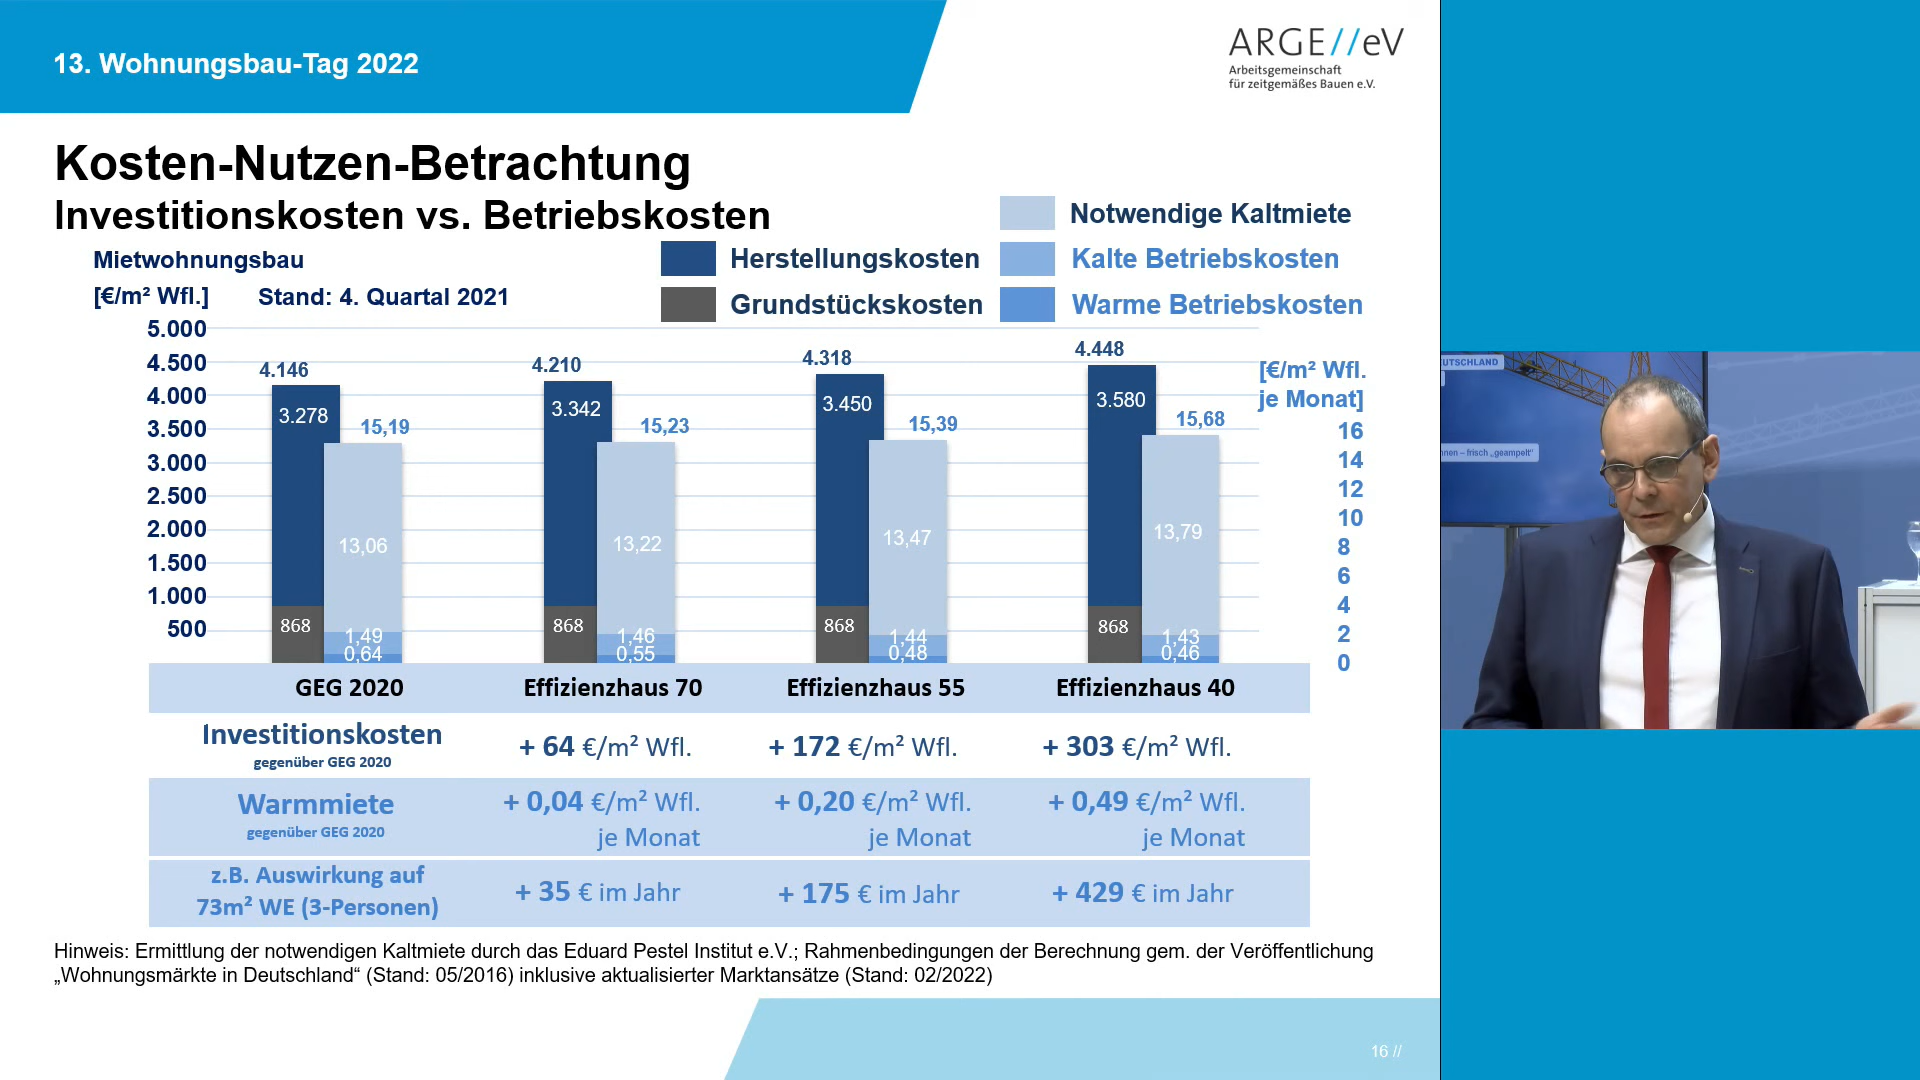 13. Wohnungsbau-Tag 2022
ARGE//eV
Arbeitsgemeinschaft
für zeitgemäßes Bauen e.V.
Kosten-Nutzen-Betrachtung
Investitionskosten vs. Betriebskosten
Mietwohnungsbau
[€/m² Wfl.] Stand: 4. Quartal 2021
Notwendige Kaltmiete
Herstellungskosten Kalte Betriebskosten
Grundstückskosten Warme Betriebskosten
5.000
4.500
4.000
3.500
3.000
2.500
2.000
1.500
1.000
500
4.146
3.278
868
15,19
13,06
1,49
0,64
4.210
3.342
868
15,23
13,22
1,46
0,55
4.318
3.450
868
15,39
13,47
1,44
0,48
4.448
3.580
868
15,68
13,79
1,43
0,46
[€/m² Wfl.
je Monat]
16
14
12
10
8
6
4
2
0
GEG 2020 Effizienzhaus 70 Effizienzhaus 55 Effizienzhaus 40
Investitionskosten
gegenüber GEG 2020
+ 64 €/m² Wfl. + 172 €/m² Wfl. + 303 €/m² Wfl.
Warmmiete
gegenüber GEG 2020
+ 0,04 €/m² Wfl. + 0,20 €/m² Wfl. + 0,49 €/m² Wfl.
je Monat je Monat je Monat
z.B. Auswirkung auf
73m² WE (3-Personen)
+ 35 € im Jahr + 175 € im Jahr + 429 € im Jahr
Hinweis: Ermittlung der notwendigen Kaltmiete durch das Eduard Pestel Institut e.V.; Rahmenbedingungen der Berechnung gem. der Veröffentlichung
„Wohnungsmärkte in Deutschland“ (Stand: 05/2016) inklusive aktualisierter Marktansätze (Stand: 02/2022)
16 //
UTSCHLAND
nen – frisch „geampelt"